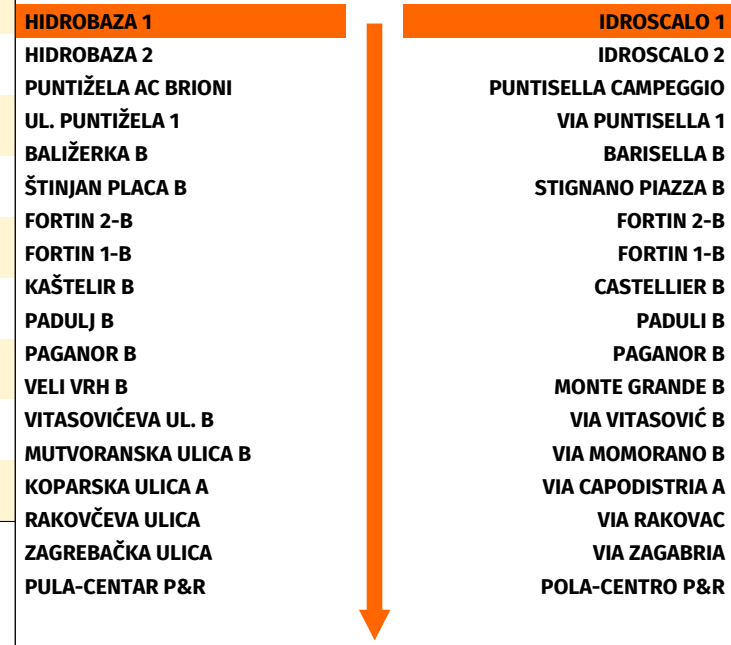 HIDROBAZA 1 IDROSCALO 1
HIDROBAZA 2 IDROSCALO 2
PUNTIŽELA AC BRIONI PUNTISELLA CAMPEGGIO
UL. PUNTIŽELA 1 VIA PUNTISELLA 1
BALIŽERKA B BARISELLA B
ŠTINJAN PLACA B STIGNANO PIAZZA B
FORTIN 2-B FORTIN 2-B
FORTIN 1-B FORTIN 1-B
KAŠTELIR B CASTELLIER B
PADULJ B PADULI B
PAGANOR B PAGANOR B
VELI VRH B MONTE GRANDE B
VITASOVIĆEVA UL. B VIA VITASOVIĆ B
MUTVORANSKA ULICA B VIA MOMORANO B
KOPARSKA ULICA A VIA CAPODISTRIA A
RAKOVČEVA ULICA VIA RAKOVAC
ZAGREBAČKA ULICA VIA ZAGABRIA
PULA-CENTAR P&R POLA-CENTRO P&R